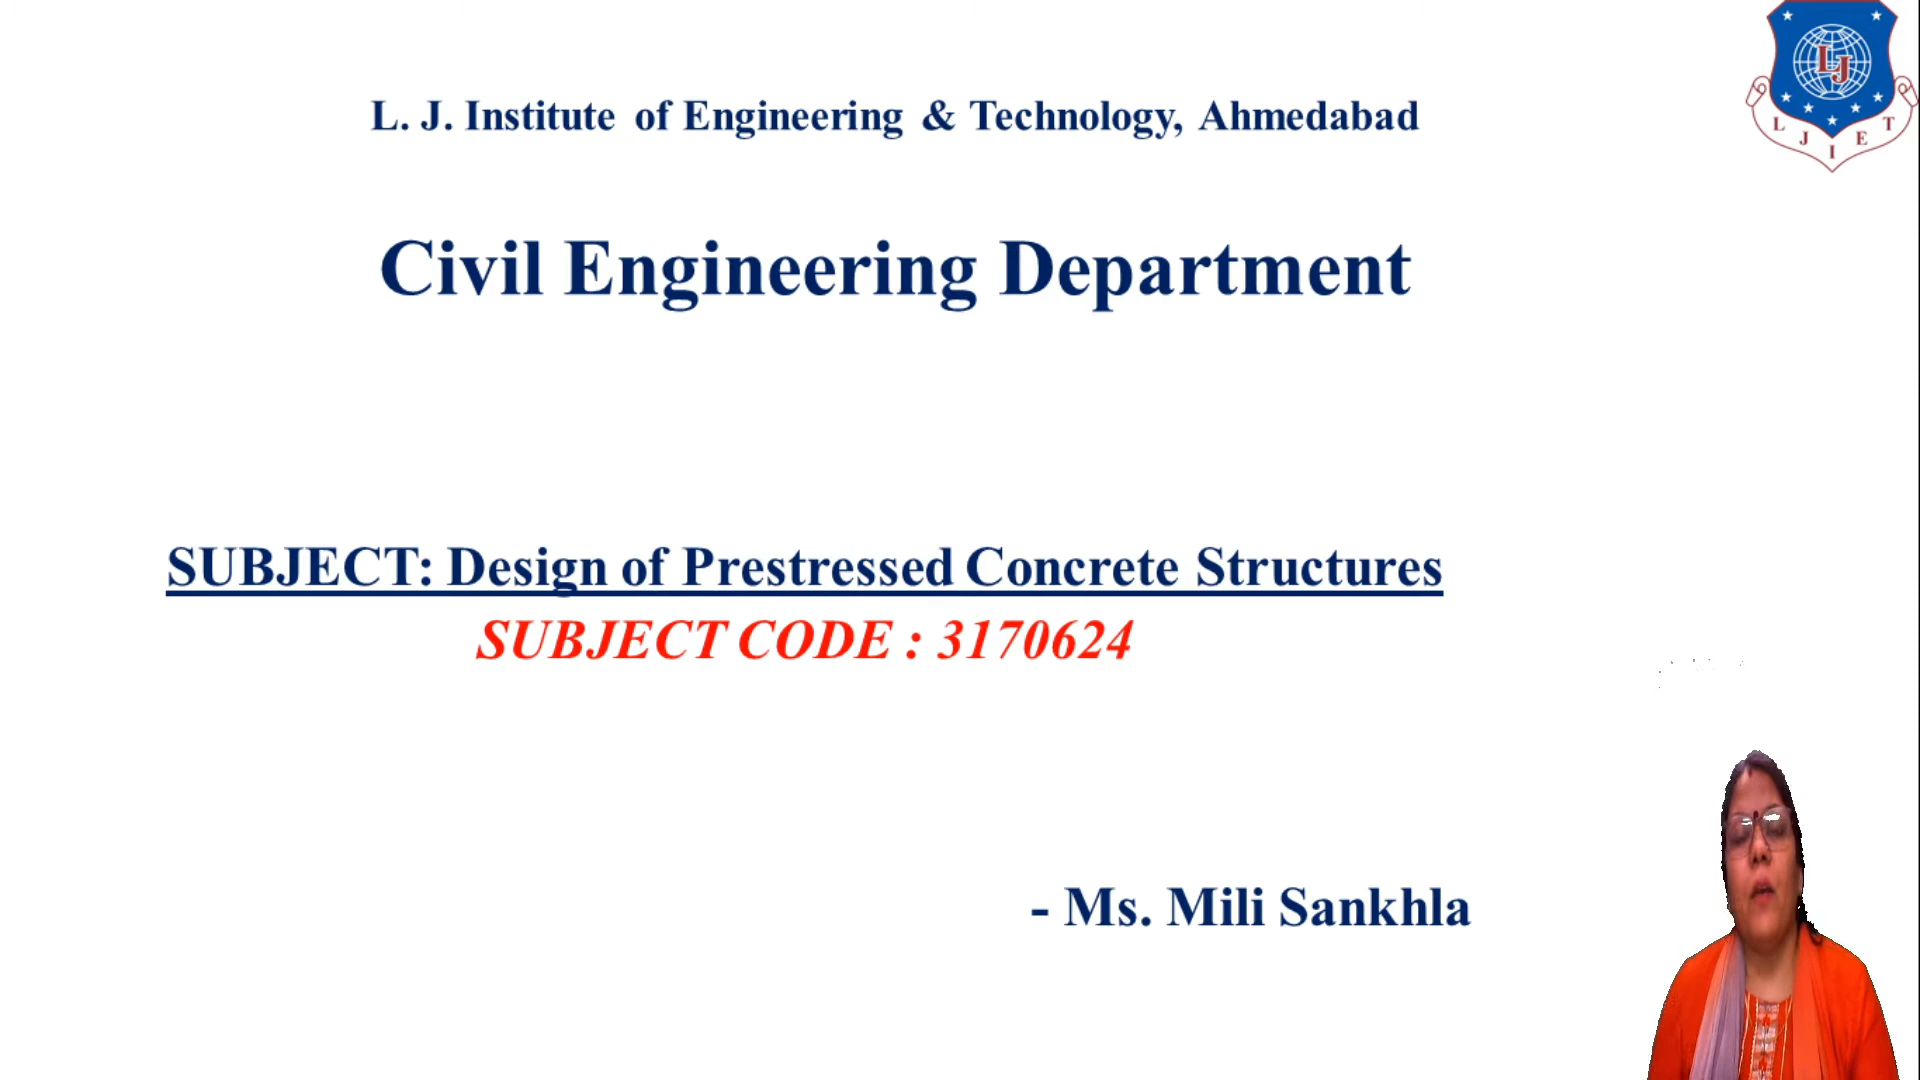 L. J. Institute of Engineering & Technology, Ahmedabad
LJ
L J I E T
Civil Engineering Department
SUBJECT: Design of Prestressed Concrete Structures
SUBJECT CODE : 3170624
- Ms. Mili Sankhla